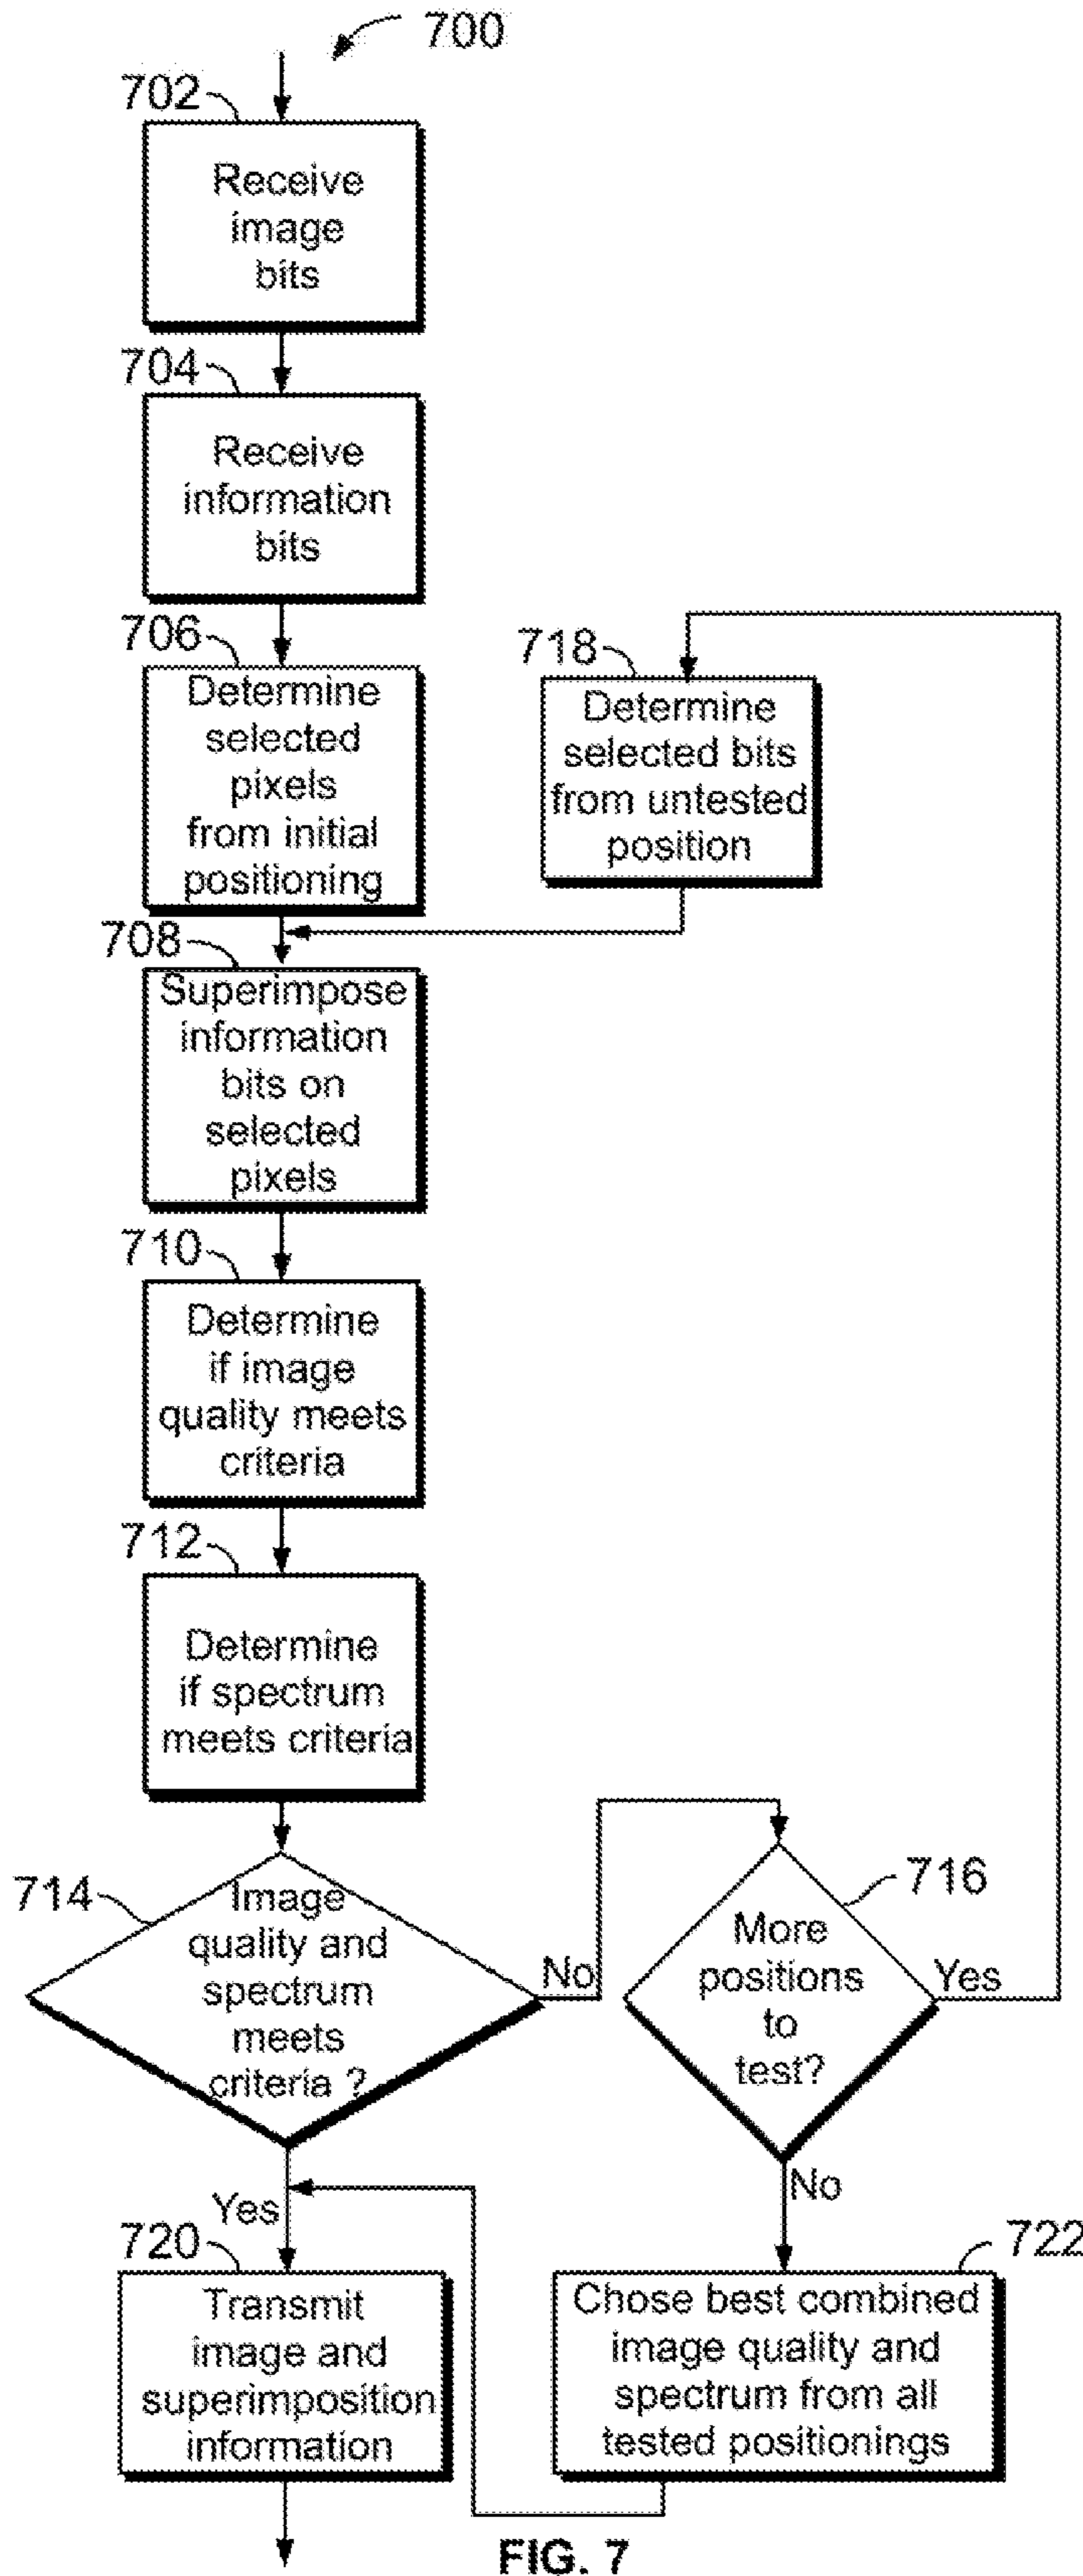 700
702
Receive
image
bits
704
Receive
information
bits
706
Determine
selected
pixels
from initial
positioning
718
Determine
selected bits
from untested
position
708
Superimpose
information
bits on
selected
pixels
710
Determine
if image
quality meets
criteria
712
Determine
if spectrum
meets criteria
714
Image
quality and
spectrum
meets
criteria ?
No
716
More
positions
to
test?
Yes
No
Yes
720
Transmit
image and
superimposition
information
722
Chose best combined
image quality and
spectrum from all
tested positionings
FIG. 7